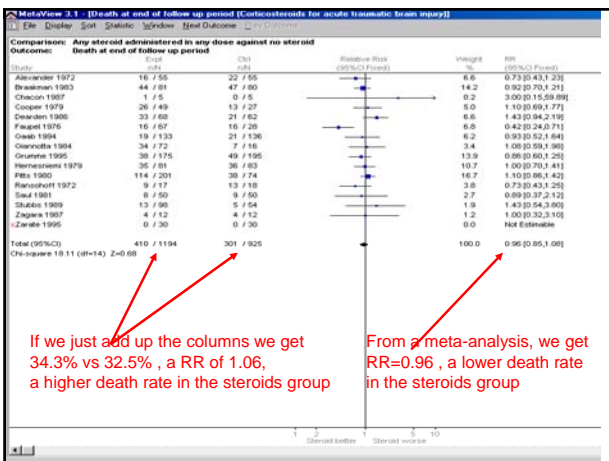 MetaView 3.1 - [Death at end of follow up period [Corticosteroids for acute traumatic brain injury]]
File Display Sort Statistic Window Next Outcome Prev Outcome
Comparison: Any steroid administered in any dose against no steroid
Outcome: Death at end of follow up period
Expt Ctrl Relative Risk Weight RR
Study n/N n/N (95%CI Fixed) % (95%CI Fixed)
Alexander 1972 16 / 55 22 / 55 6.6 0.73 [0.43,1.23]
Braakman 1983 44 / 81 47 / 80 14.2 0.92 [0.70,1.21]
Chacon 1987 1 / 5 0 / 5 0.2 3.00 [0.15,59.89]
Cooper 1979 26 / 49 13 / 27 5.0 1.10 [0.69,1.77]
Dearden 1986 33 / 68 21 / 62 6.6 1.43 [0.94,2.19]
Faupel 1976 16 / 67 16 / 28 6.8 0.42 [0.24,0.71]
Gaab 1994 19 / 133 21 / 136 6.2 0.93 [0.52,1.64]
Giannotta 1984 34 / 72 7 / 16 3.4 1.08 [0.59,1.98]
Grumme 1995 38 / 175 49 / 195 13.9 0.86 [0.60,1.25]
Hernesniemi 1979 35 / 81 36 / 83 10.7 1.00 [0.70,1.41]
Pitts 1980 114 / 201 38 / 74 16.7 1.10 [0.86,1.42]
Ransohoff 1972 9 / 17 13 / 18 3.8 0.73 [0.43,1.25]
Saul 1981 8 / 50 9 / 50 2.7 0.89 [0.37,2.12]
Stubbs 1989 13 / 98 5 / 54 1.9 1.43 [0.54,3.80]
Zagara 1987 4 / 12 4 / 12 1.2 1.00 [0.32,3.10]
xZarate 1995 0 / 30 0 / 30 0.0 Not Estimable
Total (95%CI) 410 / 1194 301 / 925 100.0 0.96 [0.85,1.08]
Chi-square 18.11 (df=14) Z=0.68
If we just add up the columns we get
34.3% vs 32.5% , a RR of 1.06,
a higher death rate in the steroids group
From a meta-analysis, we get
RR=0.96 , a lower death rate
in the steroids group
.1 .2 1 5 10
Steroid better Steroid worse